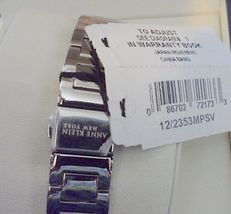 TO ADJUST
SEE DIAGRAM # 1
IN WARRANTY BOOK
JAPAN MOVEMENT
CHINA BAND
0 86702 72173 3
12/2353MPSV
ANNE KLEIN
NEW YORK